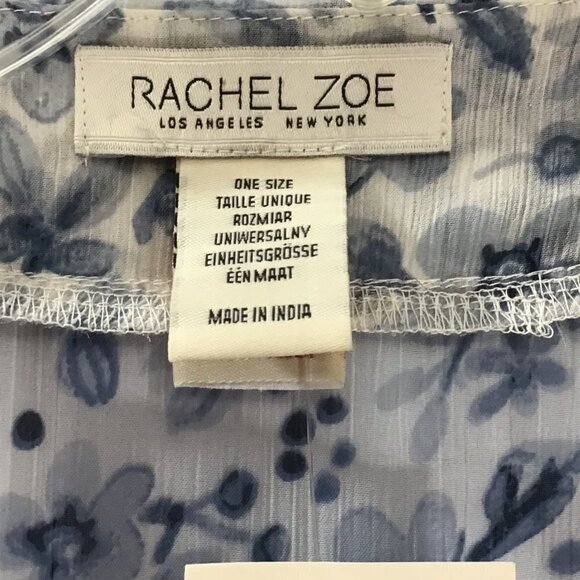 RACHEL ZOE
LOS ANGELES NEW YORK
ONE SIZE
TAILLE UNIQUE
ROZMIAR
UNIWERSALNY
EINHEITSGRÖSSE
ÉÉN MAAT
MADE IN INDIA